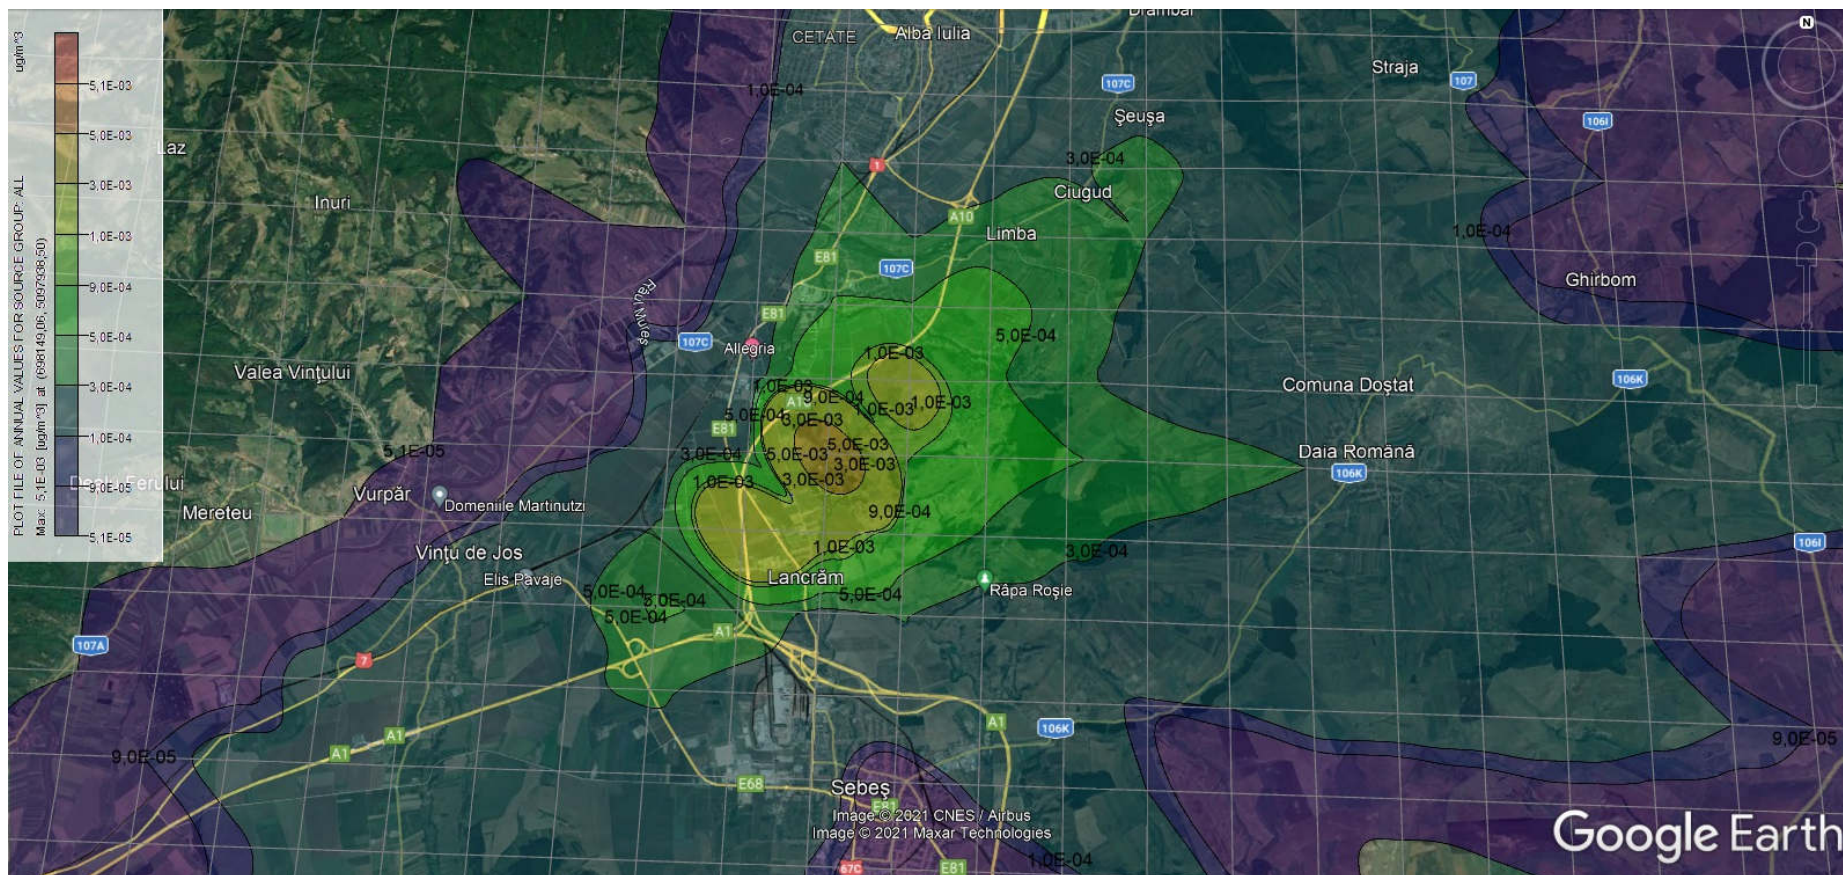 ug/m^3
5,1E-03
5,0E-03
3,0E-03
1,0E-03
9,0E-04
5,0E-04
3,0E-04
1,0E-04
9,0E-05
5,1E-05
PLOT FILE OF ANNUAL VALUES FOR SOURCE GROUP: ALL
Max: 5,1E-03 [ug/m^3] at (698149,06, 5097938,50)
Drâmbar
CETATE
Alba Iulia
N
Straja
107C
107
1,0E-04
Şeuşa
106I
Laz
3,0E-04
1
Ciugud
Inuri
A10
Limba
1,0E-04
E81
107C
Ghirbom
Râul Mureş
E81
107C
Allegria
5,0E-04
1,0E-03
Valea Vinţului
1,0E-03
9,0E-04
106K
Comuna Doştat
1,0E-03
1,0E-03
5,0E-04
3,0E-03
E81
5,0E-03
5,1E-05
3,0E-04
5,0E-03
3,0E-03
Daia Română
106K
1,0E-03
3,0E-03
Vurpăr
Domeniile Martinutzi
Mereteu
9,0E-04
106I
Vinţu de Jos
1,0E-03
3,0E-04
Elis Pavaje
Lancrăm
Râpa Roşie
5,0E-04
5,0E-04
5,0E-04
5,0E-04
A1
107A
7
A1
106K
A1
A1
9,0E-05
9,0E-05
E68
Sebeş
E81
Image © 2021 CNES / Airbus
Image © 2021 Maxar Technologies
Google Earth
1,0E-04
67C
E81